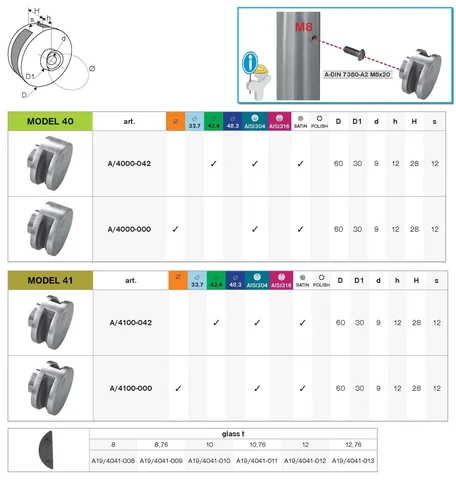 H
s h
d
D1
D
Ø
M8
A-DIN 7380-A2 M8x20
MODEL 40 art. Ø Ø 33.7 Ø 42.4 Ø 48.3 AISI304 AISI316 SATIN POLISH D D1 d h H s
A/4000-042 ✓ ✓ ✓ 60 30 9 12 28 12
A/4000-000 ✓ ✓ ✓ 60 30 9 12 28 12
MODEL 41 art. Ø Ø 33.7 Ø 42.4 Ø 48.3 AISI304 AISI316 SATIN POLISH D D1 d h H s
A/4100-042 ✓ ✓ ✓ 60 30 9 12 28 12
A/4100-000 ✓ ✓ ✓ 60 30 9 12 28 12
glass t
8 8,76 10 10,76 12 12,76
A19/4041-008 A19/4041-009 A19/4041-010 A19/4041-011 A19/4041-012 A19/4041-013